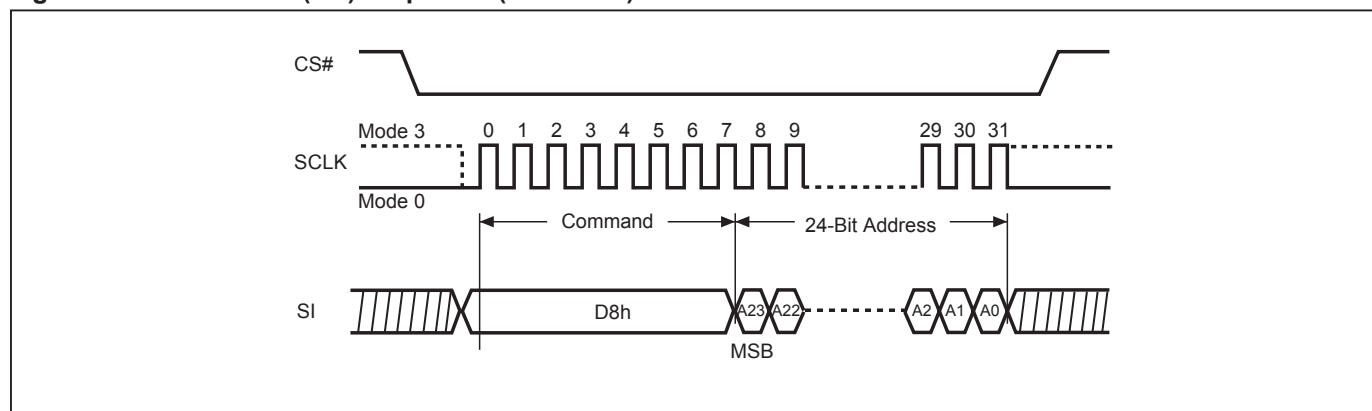 CS#
Mode 3
0 1 2 3 4 5 6 7 8 9 29 30 31
SCLK
Mode 0
Command
24-Bit Address
SI
D8h
A23 A22 A2 A1 A0
MSB